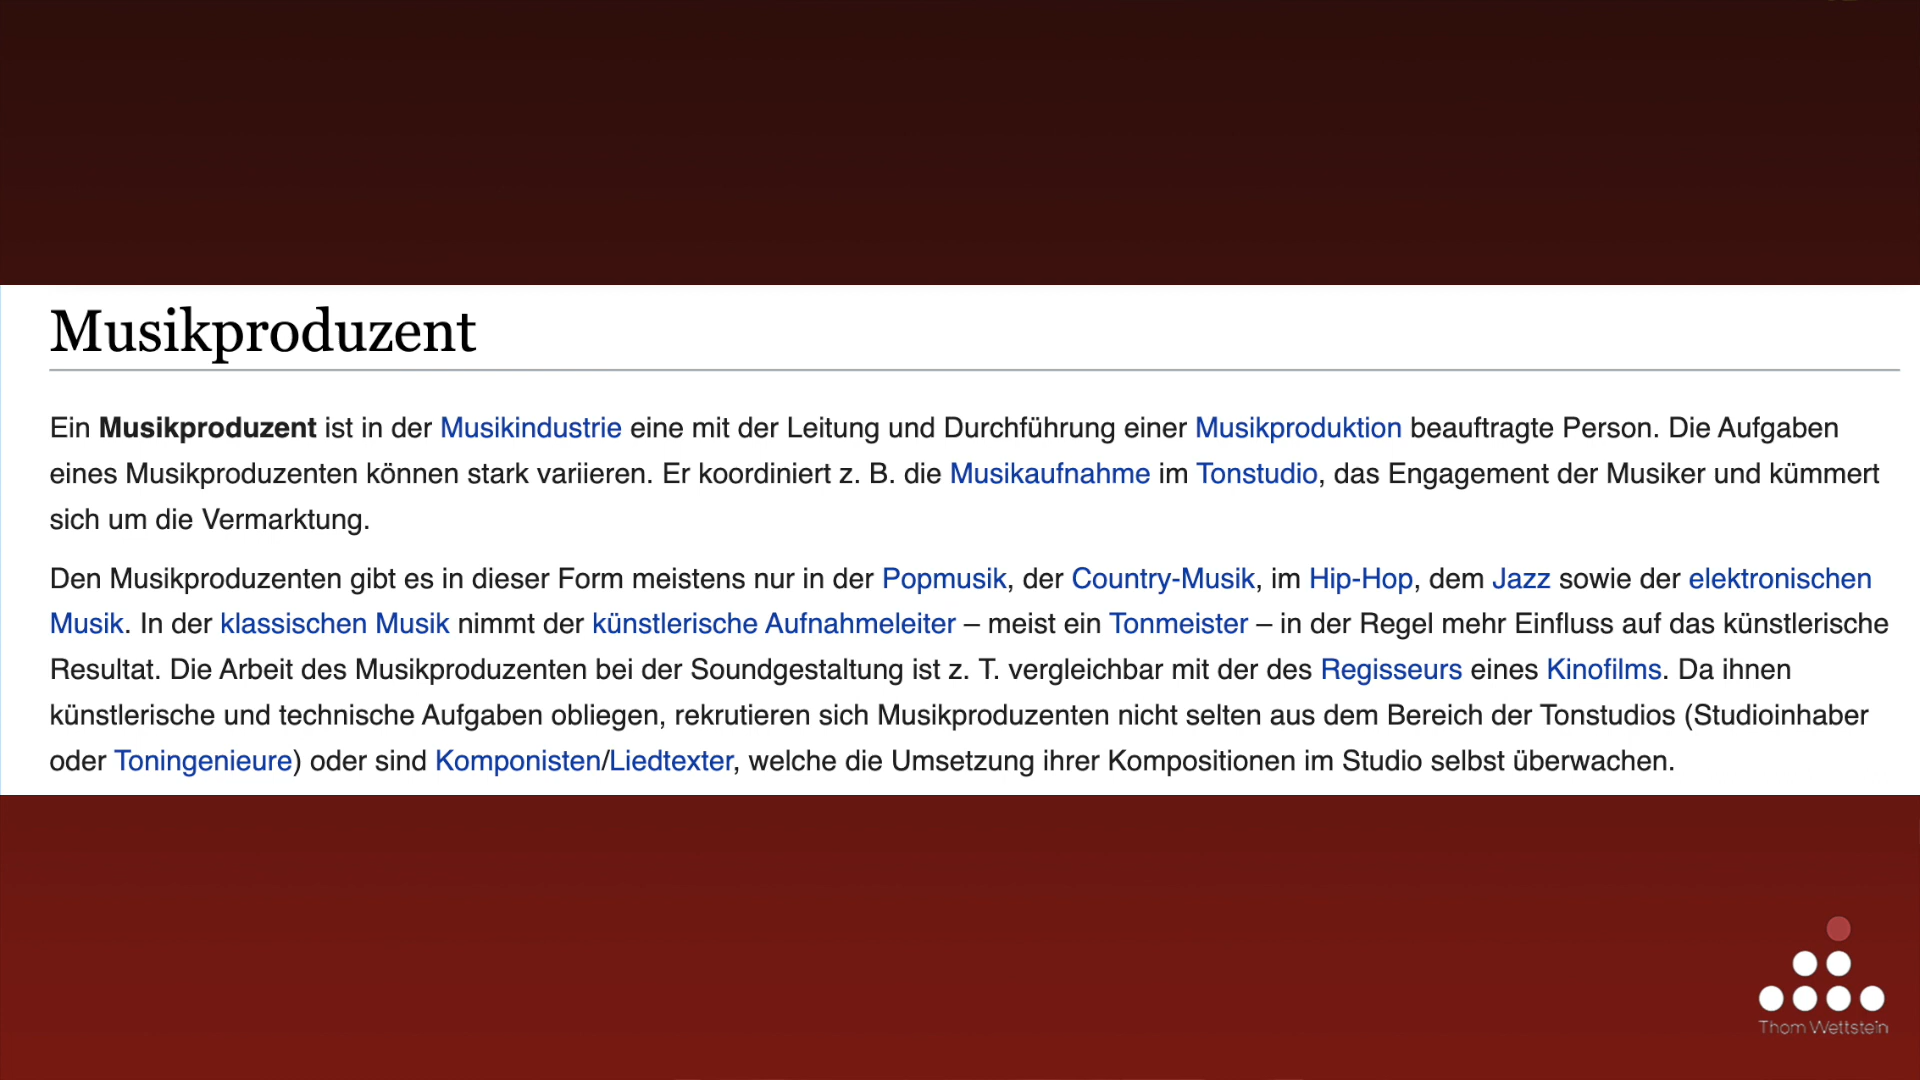 Musikproduzent
Ein Musikproduzent ist in der Musikindustrie eine mit der Leitung und Durchführung einer Musikproduktion beauftragte Person. Die Aufgaben
eines Musikproduzenten können stark variieren. Er koordiniert z. B. die Musikaufnahme im Tonstudio, das Engagement der Musiker und kümmert
sich um die Vermarktung.
Den Musikproduzenten gibt es in dieser Form meistens nur in der Popmusik, der Country-Musik, im Hip-Hop, dem Jazz sowie der elektronischen
Musik. In der klassischen Musik nimmt der künstlerische Aufnahmeleiter – meist ein Tonmeister – in der Regel mehr Einfluss auf das künstlerische
Resultat. Die Arbeit des Musikproduzenten bei der Soundgestaltung ist z. T. vergleichbar mit der des Regisseurs eines Kinofilms. Da ihnen
künstlerische und technische Aufgaben obliegen, rekrutieren sich Musikproduzenten nicht selten aus dem Bereich der Tonstudios (Studioinhaber
oder Toningenieure) oder sind Komponisten/Liedtexter, welche die Umsetzung ihrer Kompositionen im Studio selbst überwachen.
Thom Wettstein